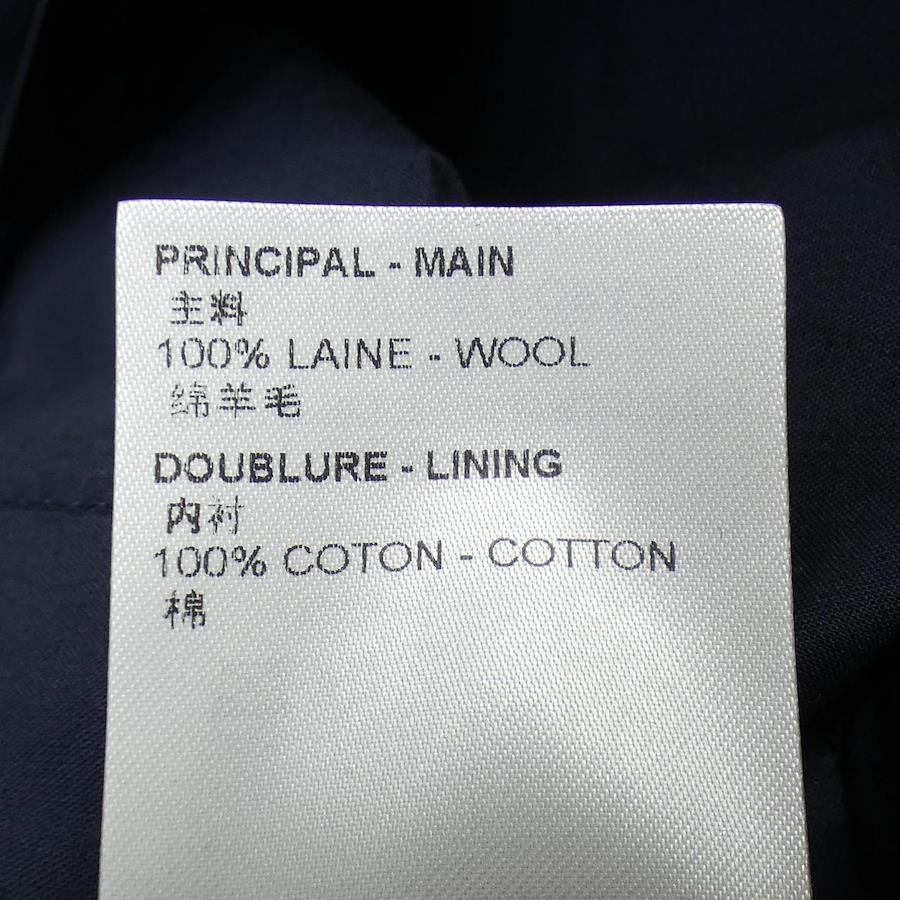 PRINCIPAL - MAIN
主料
100% LAINE - WOOL
绵羊毛
DOUBLURE - LINING
内衬
100% COTON - COTTON
棉